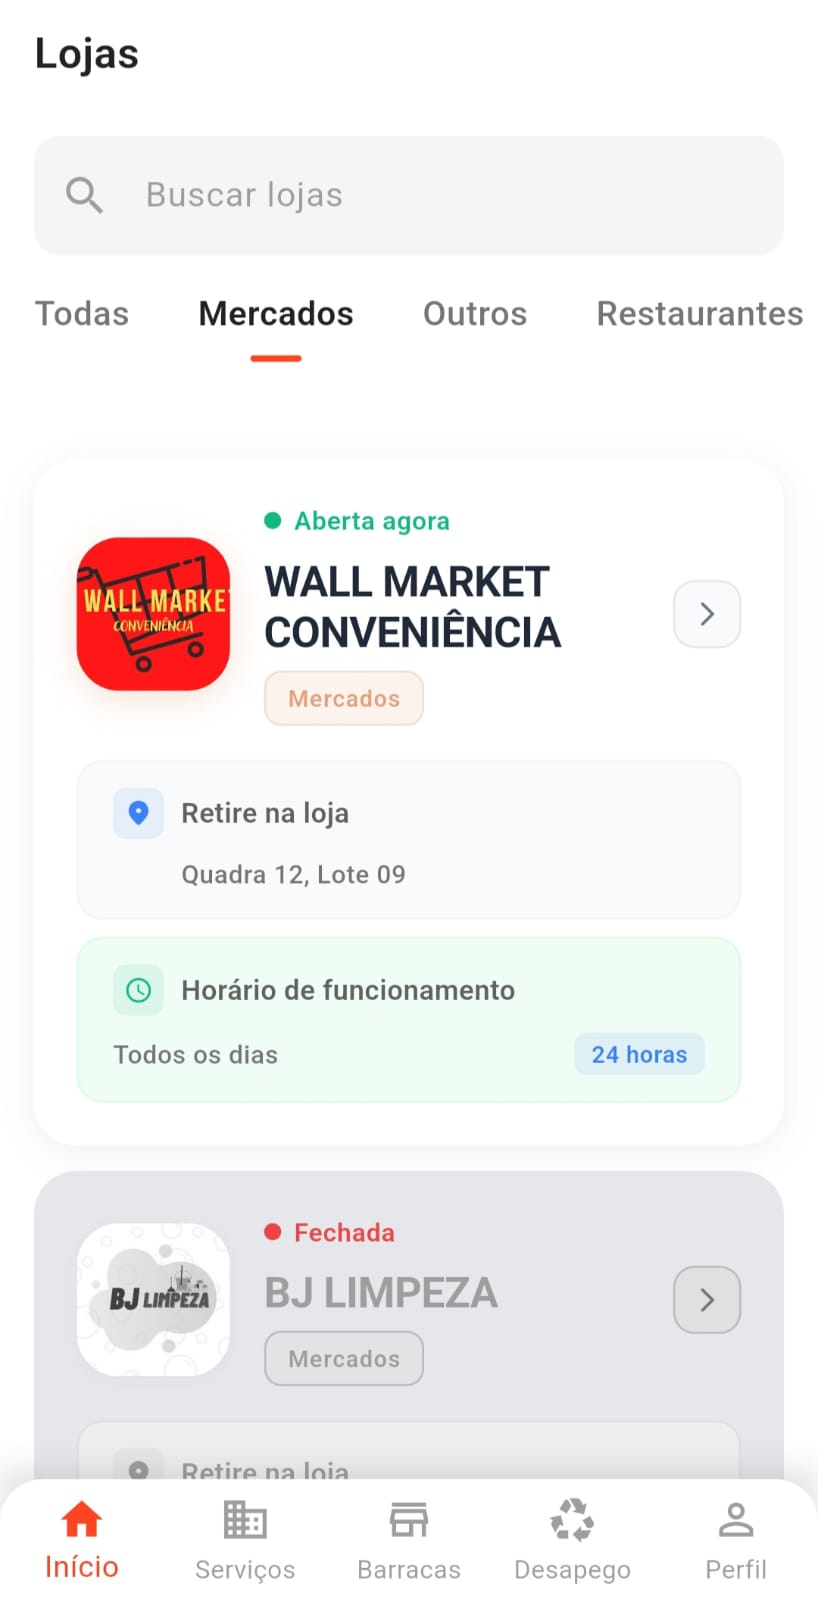 Lojas
Buscar lojas
Todas Mercados Outros Restaurantes
Aberta agora
WALL MARKET
CONVENIÊNCIA
WALL MARKET
CONVENIÊNCIA
Mercados
Retire na loja
Quadra 12, Lote 09
Horário de funcionamento
Todos os dias 24 horas
Fechada
BJ LIMPEZA
BJ LIMPEZA
Mercados
Retire na loja
Início Serviços Barracas Desapego Perfil